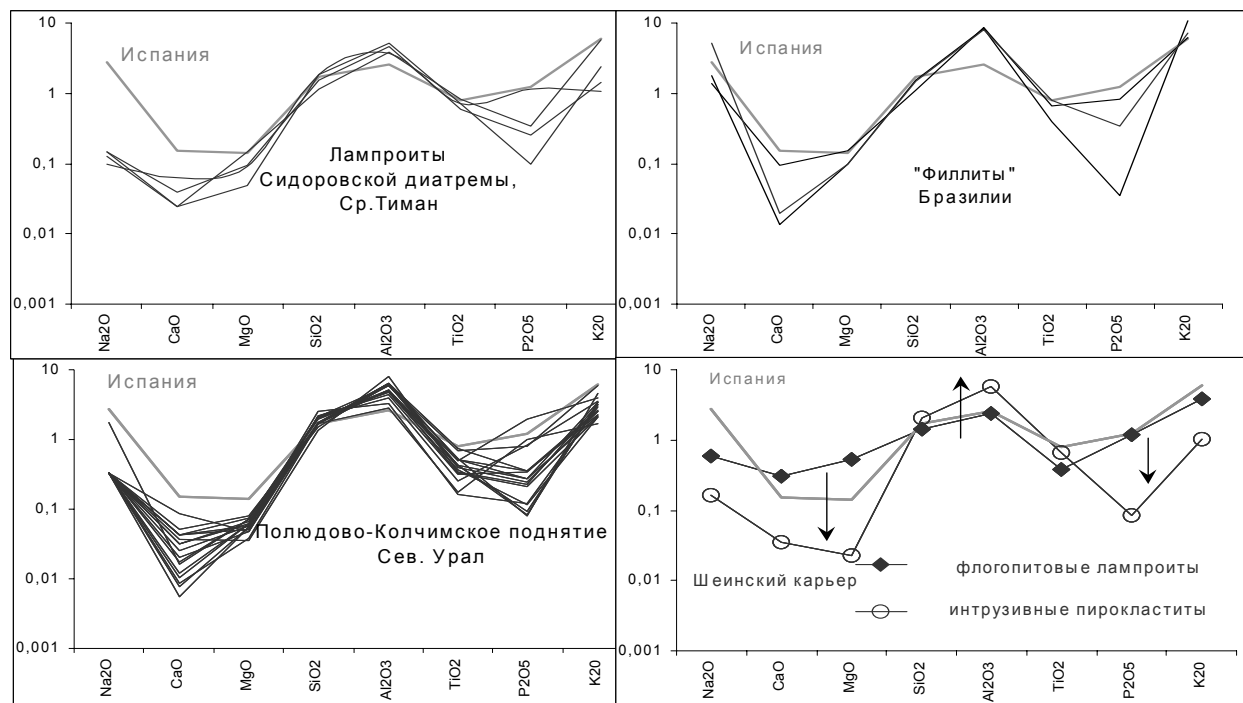 10
1
0,1
0,01
0,001
Испания
Лампроиты
Сидоровской диатремы,
Ср.Тиман
Na2O
CaO
MgO
SiO2
Al2O3
TiO2
P2O5
K20
10
1
0,1
0,01
0,001
Испания
"Филлиты"
Бразилии
Na2O
CaO
MgO
SiO2
Al2O3
TiO2
P2O5
K20
10
1
0,1
0,01
0,001
Испания
Полюдово-Колчимское поднятие
Сев. Урал
Na2O
CaO
MgO
SiO2
Al2O3
TiO2
P2O5
K20
10
1
0,1
0,01
0,001
Испания
Шеинский карьер
флогопитовые лампроиты
интрузивные пирокластиты
Na2O
CaO
MgO
SiO2
Al2O3
TiO2
P2O5
K20